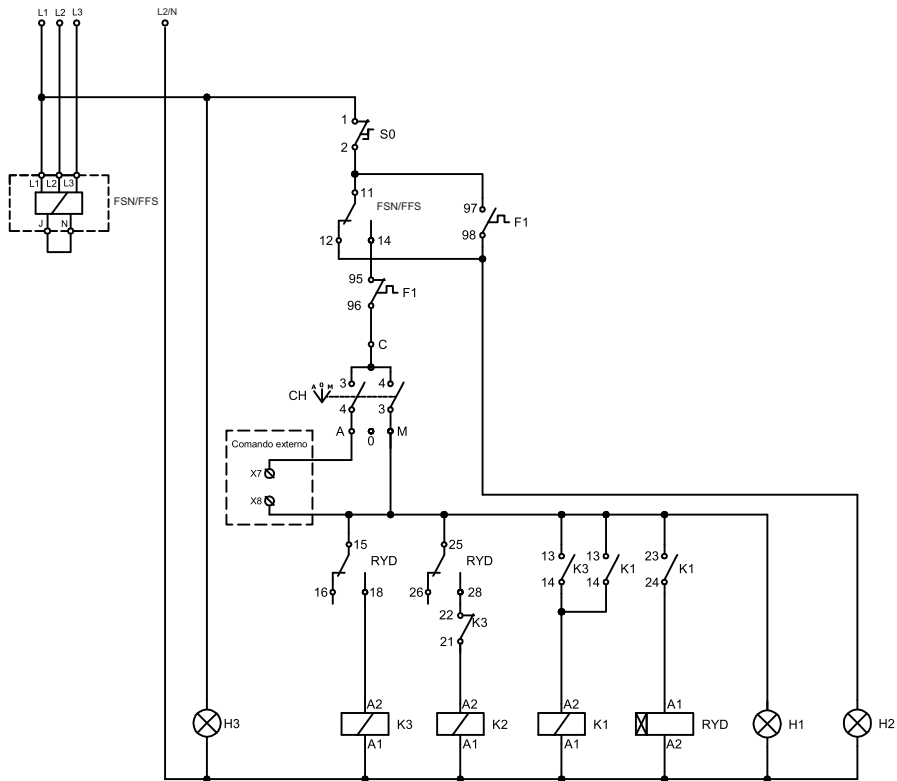 L1 L2 L3 L2/N
1
S0
2
L1 L2 L3
FSN/FFS
J N
11
FSN/FFS
12 14
97
F1
98
95
F1
96
C
3 4
A 0 M
CH
4 3
A 0 M
Comando externo
X7
X8
15
RYD
16 18
25
RYD
26 28
22
K3
21
13
K3
14
13
K1
14
23
K1
24
H3
A2
K3
A1
A2
K2
A1
A2
K1
A1
A1
RYD
A2
H1
H2